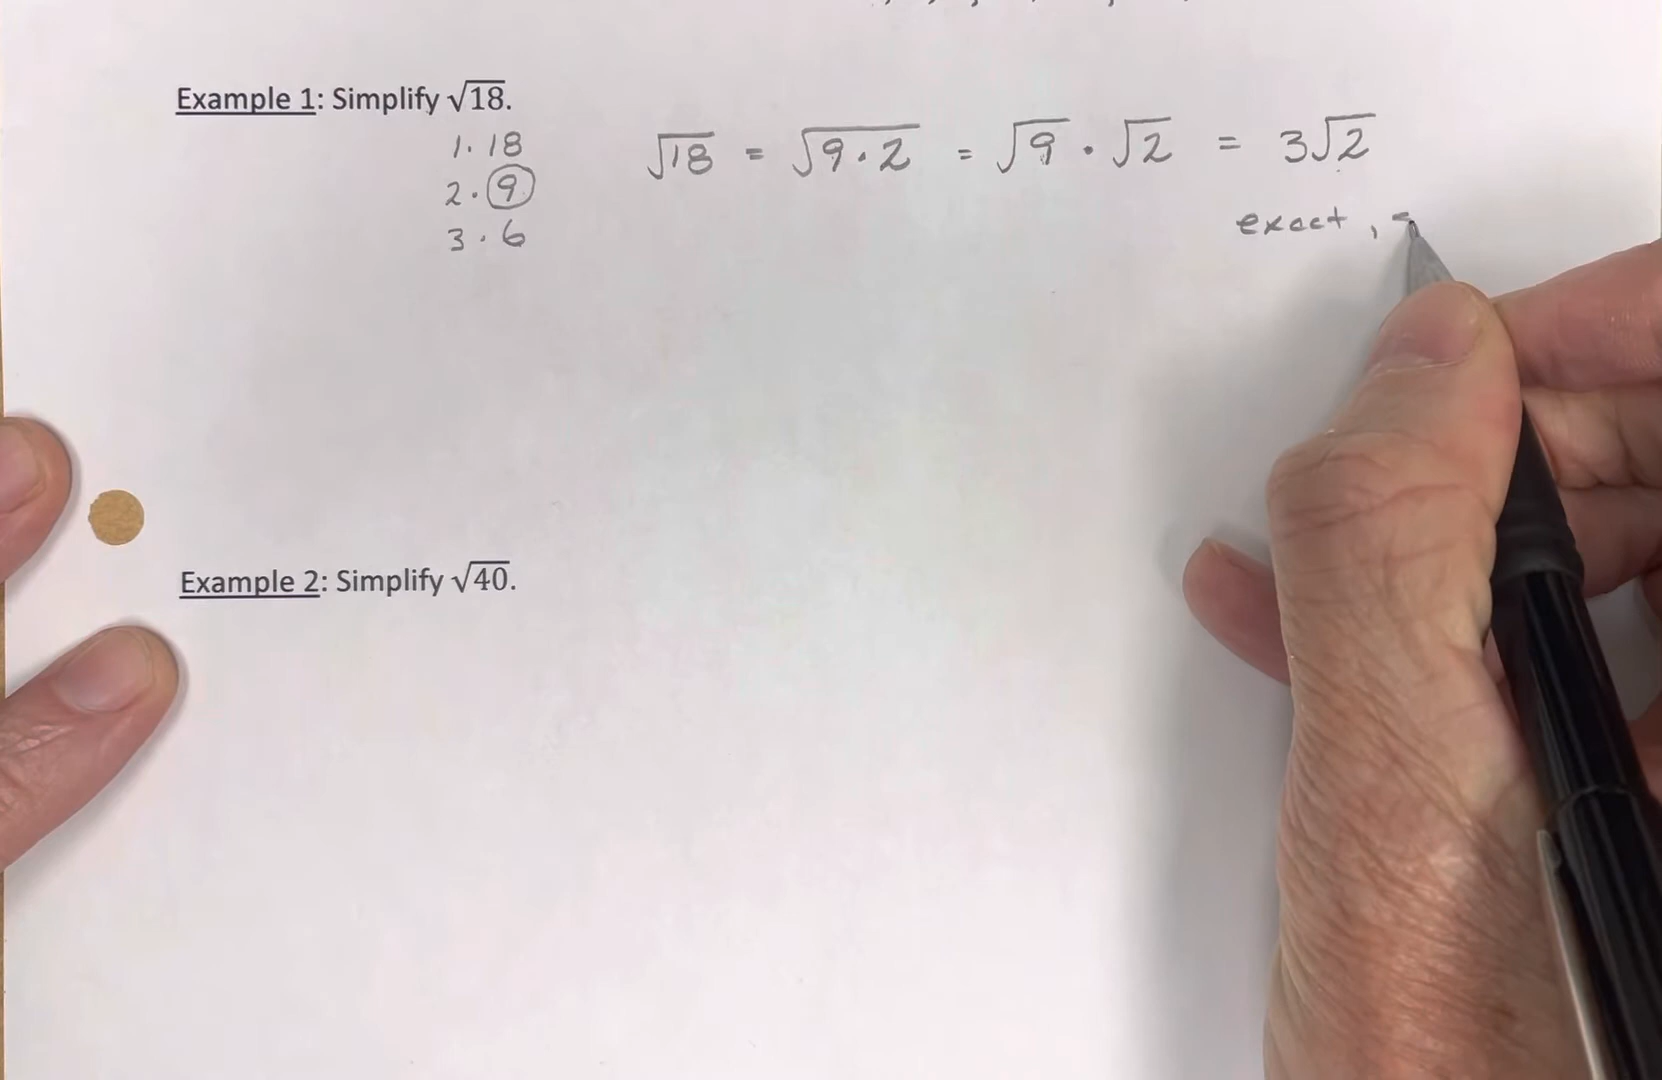 Example 1: Simplify √18.
1 · 18
2 · 9
3 · 6
√18 = √9 · 2 = √9 · √2 = 3√2
exact,
Example 2: Simplify √40.